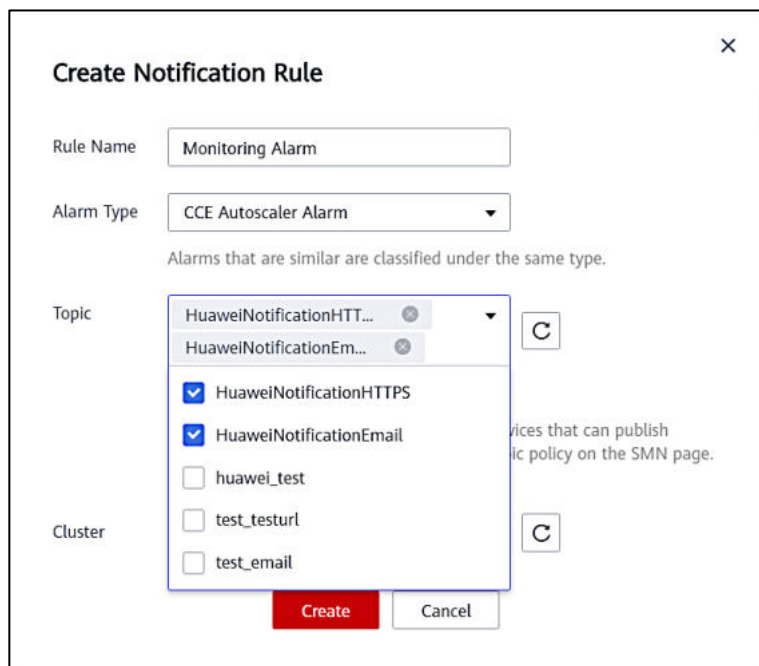 Create Notification Rule
Rule Name
Monitoring Alarm
Alarm Type
CCE Autoscaler Alarm
Alarms that are similar are classified under the same type.
Topic
HuaweiNotificationHTT...
HuaweiNotificationEm...
HuaweiNotificationHTTPS
HuaweiNotificationEmail
vices that can publish
ic policy on the SMN page.
huawei_test
test_testurl
Cluster
test_email
Create
Cancel